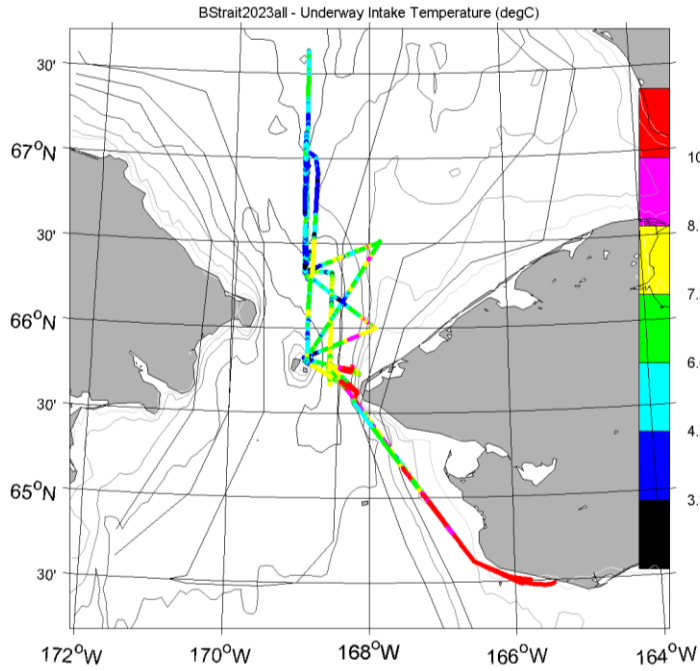 BStrait2023all - Underway Intake Temperature (degC)
30'
67°N
30'
66°N
30'
65°N
30'
172°W 170°W 168°W 166°W 164°W
10
8.
7.
6.
4.
3.